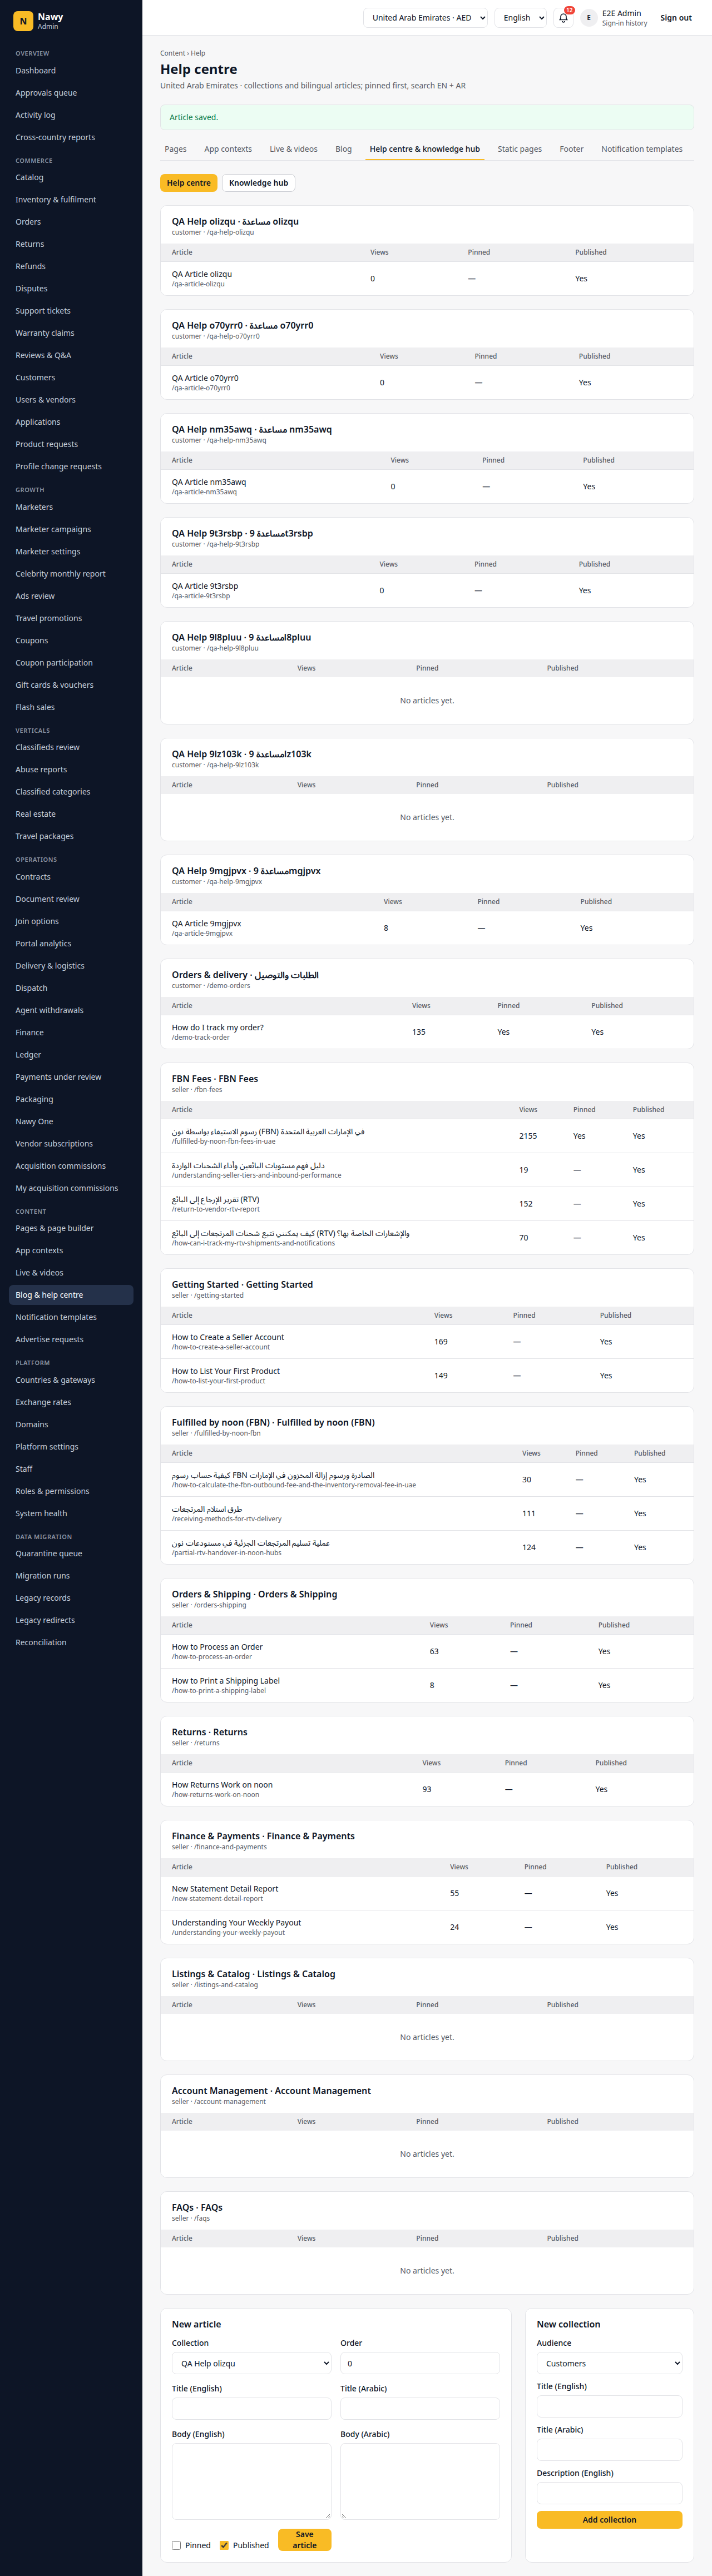 N Nawy
Admin
OVERVIEW
Dashboard
Approvals queue
Activity log
Cross-country reports
COMMERCE
Catalog
Inventory & fulfilment
Orders
Returns
Refunds
Disputes
Support tickets
Warranty claims
Reviews & Q&A
Customers
Users & vendors
Applications
Product requests
Profile change requests
GROWTH
Marketers
Marketer campaigns
Marketer settings
Celebrity monthly report
Ads review
Travel promotions
Coupons
Coupon participation
Gift cards & vouchers
Flash sales
VERTICALS
Classifieds review
Abuse reports
Classified categories
Real estate
Travel packages
OPERATIONS
Contracts
Document review
Join options
Portal analytics
Delivery & logistics
Dispatch
Agent withdrawals
Finance
Ledger
Payments under review
Packaging
Nawy One
Vendor subscriptions
Acquisition commissions
My acquisition commissions
CONTENT
Pages & page builder
App contexts
Live & videos
Blog & help centre
Notification templates
Advertise requests
PLATFORM
Countries & gateways
Exchange rates
Domains
Platform settings
Staff
Roles & permissions
System health
DATA MIGRATION
Quarantine queue
Migration runs
Legacy records
Legacy redirects
Reconciliation
United Arab Emirates · AED English 12 E E2E Admin Sign out
Sign-in history
Content › Help
Help centre
United Arab Emirates · collections and bilingual articles; pinned first, search EN + AR
Article saved.
Pages App contexts Live & videos Blog Help centre & knowledge hub Static pages Footer Notification templates
Help centre Knowledge hub
QA Help olizqu · مساعدة olizqu
customer · /qa-help-olizqu
Article Views Pinned Published
QA Article olizqu 0 — Yes
/qa-article-olizqu
QA Help o70yrr0 · مساعدة o70yrr0
customer · /qa-help-o70yrr0
Article Views Pinned Published
QA Article o70yrr0 0 — Yes
/qa-article-o70yrr0
QA Help nm35awq · مساعدة nm35awq
customer · /qa-help-nm35awq
Article Views Pinned Published
QA Article nm35awq 0 — Yes
/qa-article-nm35awq
QA Help 9t3rsbp · مساعدة 9t3rsbp
customer · /qa-help-9t3rsbp
Article Views Pinned Published
QA Article 9t3rsbp 0 — Yes
/qa-article-9t3rsbp
QA Help 9l8pluu · مساعدة 9l8pluu
customer · /qa-help-9l8pluu
Article Views Pinned Published
No articles yet.
QA Help 9lz103k · مساعدة 9lz103k
customer · /qa-help-9lz103k
Article Views Pinned Published
No articles yet.
QA Help 9mgjpvx · مساعدة 9mgjpvx
customer · /qa-help-9mgjpvx
Article Views Pinned Published
QA Article 9mgjpvx 8 — Yes
/qa-article-9mgjpvx
Orders & delivery · الطلبات والتوصيل
customer · /demo-orders
Article Views Pinned Published
How do I track my order? 135 Yes Yes
/demo-track-order
FBN Fees · FBN Fees
seller · /fbn-fees
Article Views Pinned Published
رسوم الاستيفاء بواسطة نون (FBN) في الإمارات العربية المتحدة 2155 Yes Yes
/fulfilled-by-noon-fbn-fees-in-uae
دليل فهم مستويات البائعين وأداء الشحنات الواردة 19 — Yes
/understanding-seller-tiers-and-inbound-performance
تقرير الإرجاع إلى البائع (RTV) 152 — Yes
/return-to-vendor-rtv-report
كيف يمكنني تتبع شحنات المرتجعات إلى البائع (RTV) والإشعارات الخاصة بها؟ 70 — Yes
/how-can-i-track-my-rtv-shipments-and-notifications
Getting Started · Getting Started
seller · /getting-started
Article Views Pinned Published
How to Create a Seller Account 169 — Yes
/how-to-create-a-seller-account
How to List Your First Product 149 — Yes
/how-to-list-your-first-product
Fulfilled by noon (FBN) · Fulfilled by noon (FBN)
seller · /fulfilled-by-noon-fbn
Article Views Pinned Published
كيفية حساب رسوم FBN الصادرة ورسوم إزالة المخزون في الإمارات 30 — Yes
/how-to-calculate-the-fbn-outbound-fee-and-the-inventory-removal-fee-in-uae
طرق استلام المرتجعات 111 — Yes
/receiving-methods-for-rtv-delivery
عملية تسليم المرتجعات الجزئية في مستودعات نون 124 — Yes
/partial-rtv-handover-in-noon-hubs
Orders & Shipping · Orders & Shipping
seller · /orders-shipping
Article Views Pinned Published
How to Process an Order 63 — Yes
/how-to-process-an-order
How to Print a Shipping Label 8 — Yes
/how-to-print-a-shipping-label
Returns · Returns
seller · /returns
Article Views Pinned Published
How Returns Work on noon 93 — Yes
/how-returns-work-on-noon
Finance & Payments · Finance & Payments
seller · /finance-and-payments
Article Views Pinned Published
New Statement Detail Report 55 — Yes
/new-statement-detail-report
Understanding Your Weekly Payout 24 — Yes
/understanding-your-weekly-payout
Listings & Catalog · Listings & Catalog
seller · /listings-and-catalog
Article Views Pinned Published
No articles yet.
Account Management · Account Management
seller · /account-management
Article Views Pinned Published
No articles yet.
FAQs · FAQs
seller · /faqs
Article Views Pinned Published
No articles yet.
New article
Collection Order
QA Help olizqu 0
Title (English) Title (Arabic)
Body (English) Body (Arabic)
Pinned Published Save article
New collection
Audience
Customers
Title (English)
Title (Arabic)
Description (English)
Add collection